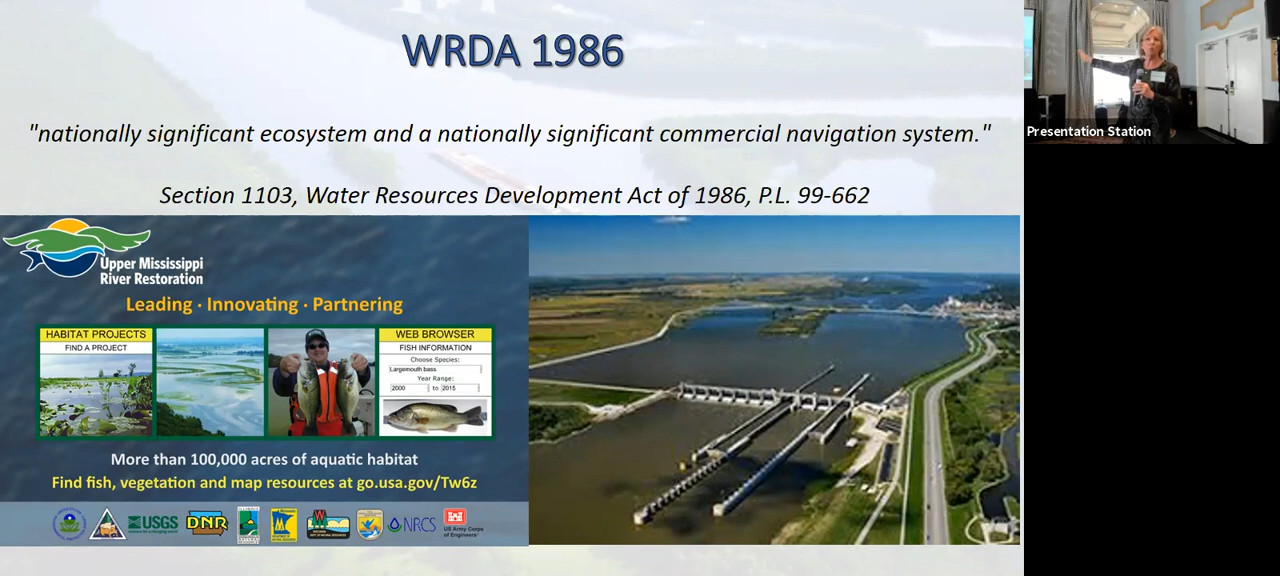 WRDA 1986
"nationally significant ecosystem and a nationally significant commercial navigation system."
Section 1103, Water Resources Development Act of 1986, P.L. 99-662
Upper Mississippi
River Restoration
Leading · Innovating · Partnering
HABITAT PROJECTS
FIND A PROJECT
WEB BROWSER
FISH INFORMATION
Choose Species:
Largemouth bass
Year Range:
2000 to 2015
More than 100,000 acres of aquatic habitat
Find fish, vegetation and map resources at go.usa.gov/Tw6z
USGS
DNR
NRCS
US Army Corps
of Engineers
Presentation Station